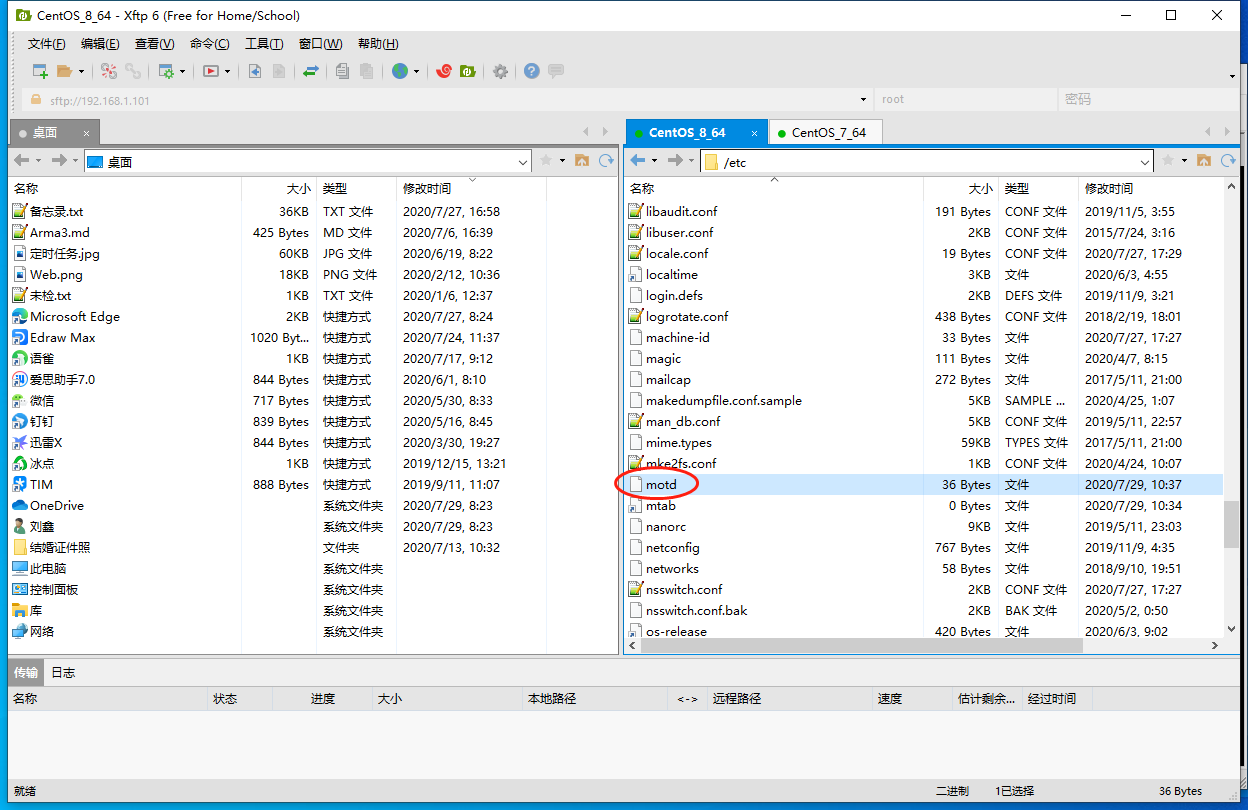 CentOS_8_64 - Xftp 6 (Free for Home/School)
文件(F) 编辑(E) 查看(V) 命令(C) 工具(T) 窗口(W) 帮助(H)
sftp://192.168.1.101 root 密码
桌面 × CentOS_8_64 × CentOS_7_64
桌面 /etc
名称 大小 类型 修改时间
备忘录.txt 36KB TXT 文件 2020/7/27, 16:58
Arma3.md 425 Bytes MD 文件 2020/7/6, 16:39
定时任务.jpg 60KB JPG 文件 2020/6/19, 8:22
Web.png 18KB PNG 文件 2020/2/12, 10:36
未检.txt 1KB TXT 文件 2020/1/6, 12:37
Microsoft Edge 2KB 快捷方式 2020/7/27, 8:24
Edraw Max 1020 Byt... 快捷方式 2020/7/24, 11:37
语雀 1KB 快捷方式 2020/7/17, 9:12
爱思助手7.0 844 Bytes 快捷方式 2020/6/1, 8:10
微信 717 Bytes 快捷方式 2020/5/30, 8:33
钉钉 839 Bytes 快捷方式 2020/5/16, 8:45
迅雷X 844 Bytes 快捷方式 2020/3/30, 19:27
冰点 1KB 快捷方式 2019/12/15, 13:21
TIM 888 Bytes 快捷方式 2019/9/11, 11:07
OneDrive 系统文件夹 2020/7/29, 8:23
刘鑫 系统文件夹 2020/7/29, 8:23
结婚证件照 文件夹 2020/7/13, 10:32
此电脑 系统文件夹
控制面板 系统文件夹
库 系统文件夹
网络 系统文件夹
名称 大小 类型 修改时间
libaudit.conf 191 Bytes CONF 文件 2019/11/5, 3:55
libuser.conf 2KB CONF 文件 2015/7/24, 3:16
locale.conf 19 Bytes CONF 文件 2020/7/27, 17:29
localtime 3KB 文件 2020/6/3, 4:55
login.defs 2KB DEFS 文件 2019/11/9, 3:21
logrotate.conf 438 Bytes CONF 文件 2018/2/19, 18:01
machine-id 33 Bytes 文件 2020/7/27, 17:27
magic 111 Bytes 文件 2020/4/7, 8:15
mailcap 272 Bytes 文件 2017/5/11, 21:00
makedumpfile.conf.sample 5KB SAMPLE ... 2020/4/25, 1:07
man_db.conf 5KB CONF 文件 2019/5/11, 22:57
mime.types 59KB TYPES 文件 2017/5/11, 21:00
mke2fs.conf 1KB CONF 文件 2020/4/24, 10:07
motd 36 Bytes 文件 2020/7/29, 10:37
mtab 0 Bytes 文件 2020/7/29, 10:34
nanorc 9KB 文件 2019/5/11, 23:03
netconfig 767 Bytes 文件 2019/11/9, 4:35
networks 58 Bytes 文件 2018/9/10, 19:51
nsswitch.conf 2KB CONF 文件 2020/7/27, 17:27
nsswitch.conf.bak 2KB BAK 文件 2020/5/2, 0:50
os-release 420 Bytes 文件 2020/6/3, 9:02
传输 日志
名称 状态 进度 大小 本地路径 <-> 远程路径 速度 估计剩余... 经过时间
就绪 二进制 1已选择 36 Bytes